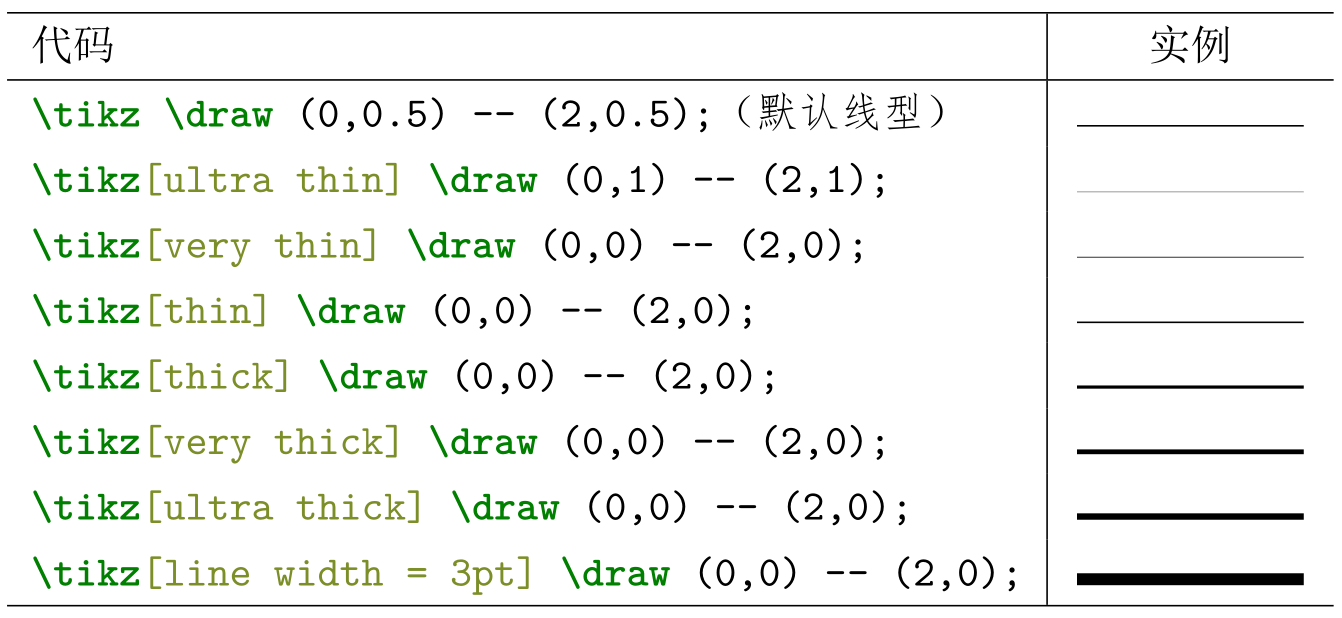 代码 实例
\tikz \draw (0,0.5) -- (2,0.5);（默认线型）
\tikz[ultra thin] \draw (0,1) -- (2,1);
\tikz[very thin] \draw (0,0) -- (2,0);
\tikz[thin] \draw (0,0) -- (2,0);
\tikz[thick] \draw (0,0) -- (2,0);
\tikz[very thick] \draw (0,0) -- (2,0);
\tikz[ultra thick] \draw (0,0) -- (2,0);
\tikz[line width = 3pt] \draw (0,0) -- (2,0);